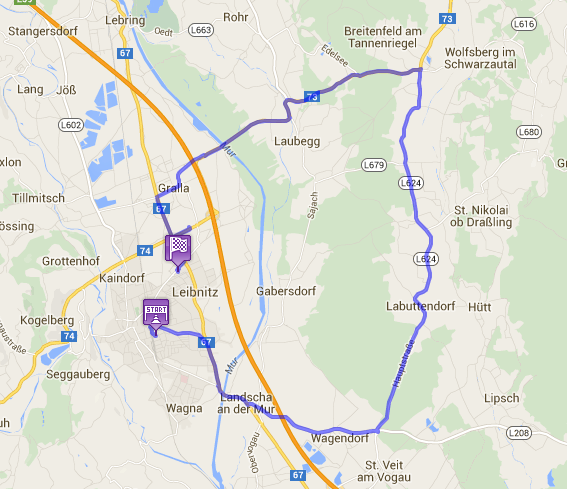 L639
Lebring
Rohr
Stangersdorf
Oedt
L663
Breitenfeld am
Tannenriegel
73
L616
67
Edelsee
Wolfsberg im
Schwarzautal
Lang
Jöß
73
L602
Mur
Laubegg
L680
xlon
Gralla
L679
L624
Tillmitsch
Sajach
67
St. Nikolai
ob Draßling
össing
74
L624
Grottenhof
Kaindorf
Leibnitz
Gabersdorf
START
Labuttendorf
Hütt
Kogelberg
74
67
Hauptstraße
Seggauberg
Mur
Landscha
an der Mur
Wagna
Lipsch
uh
Wagendorf
L208
St. Veit
am Vogau
67